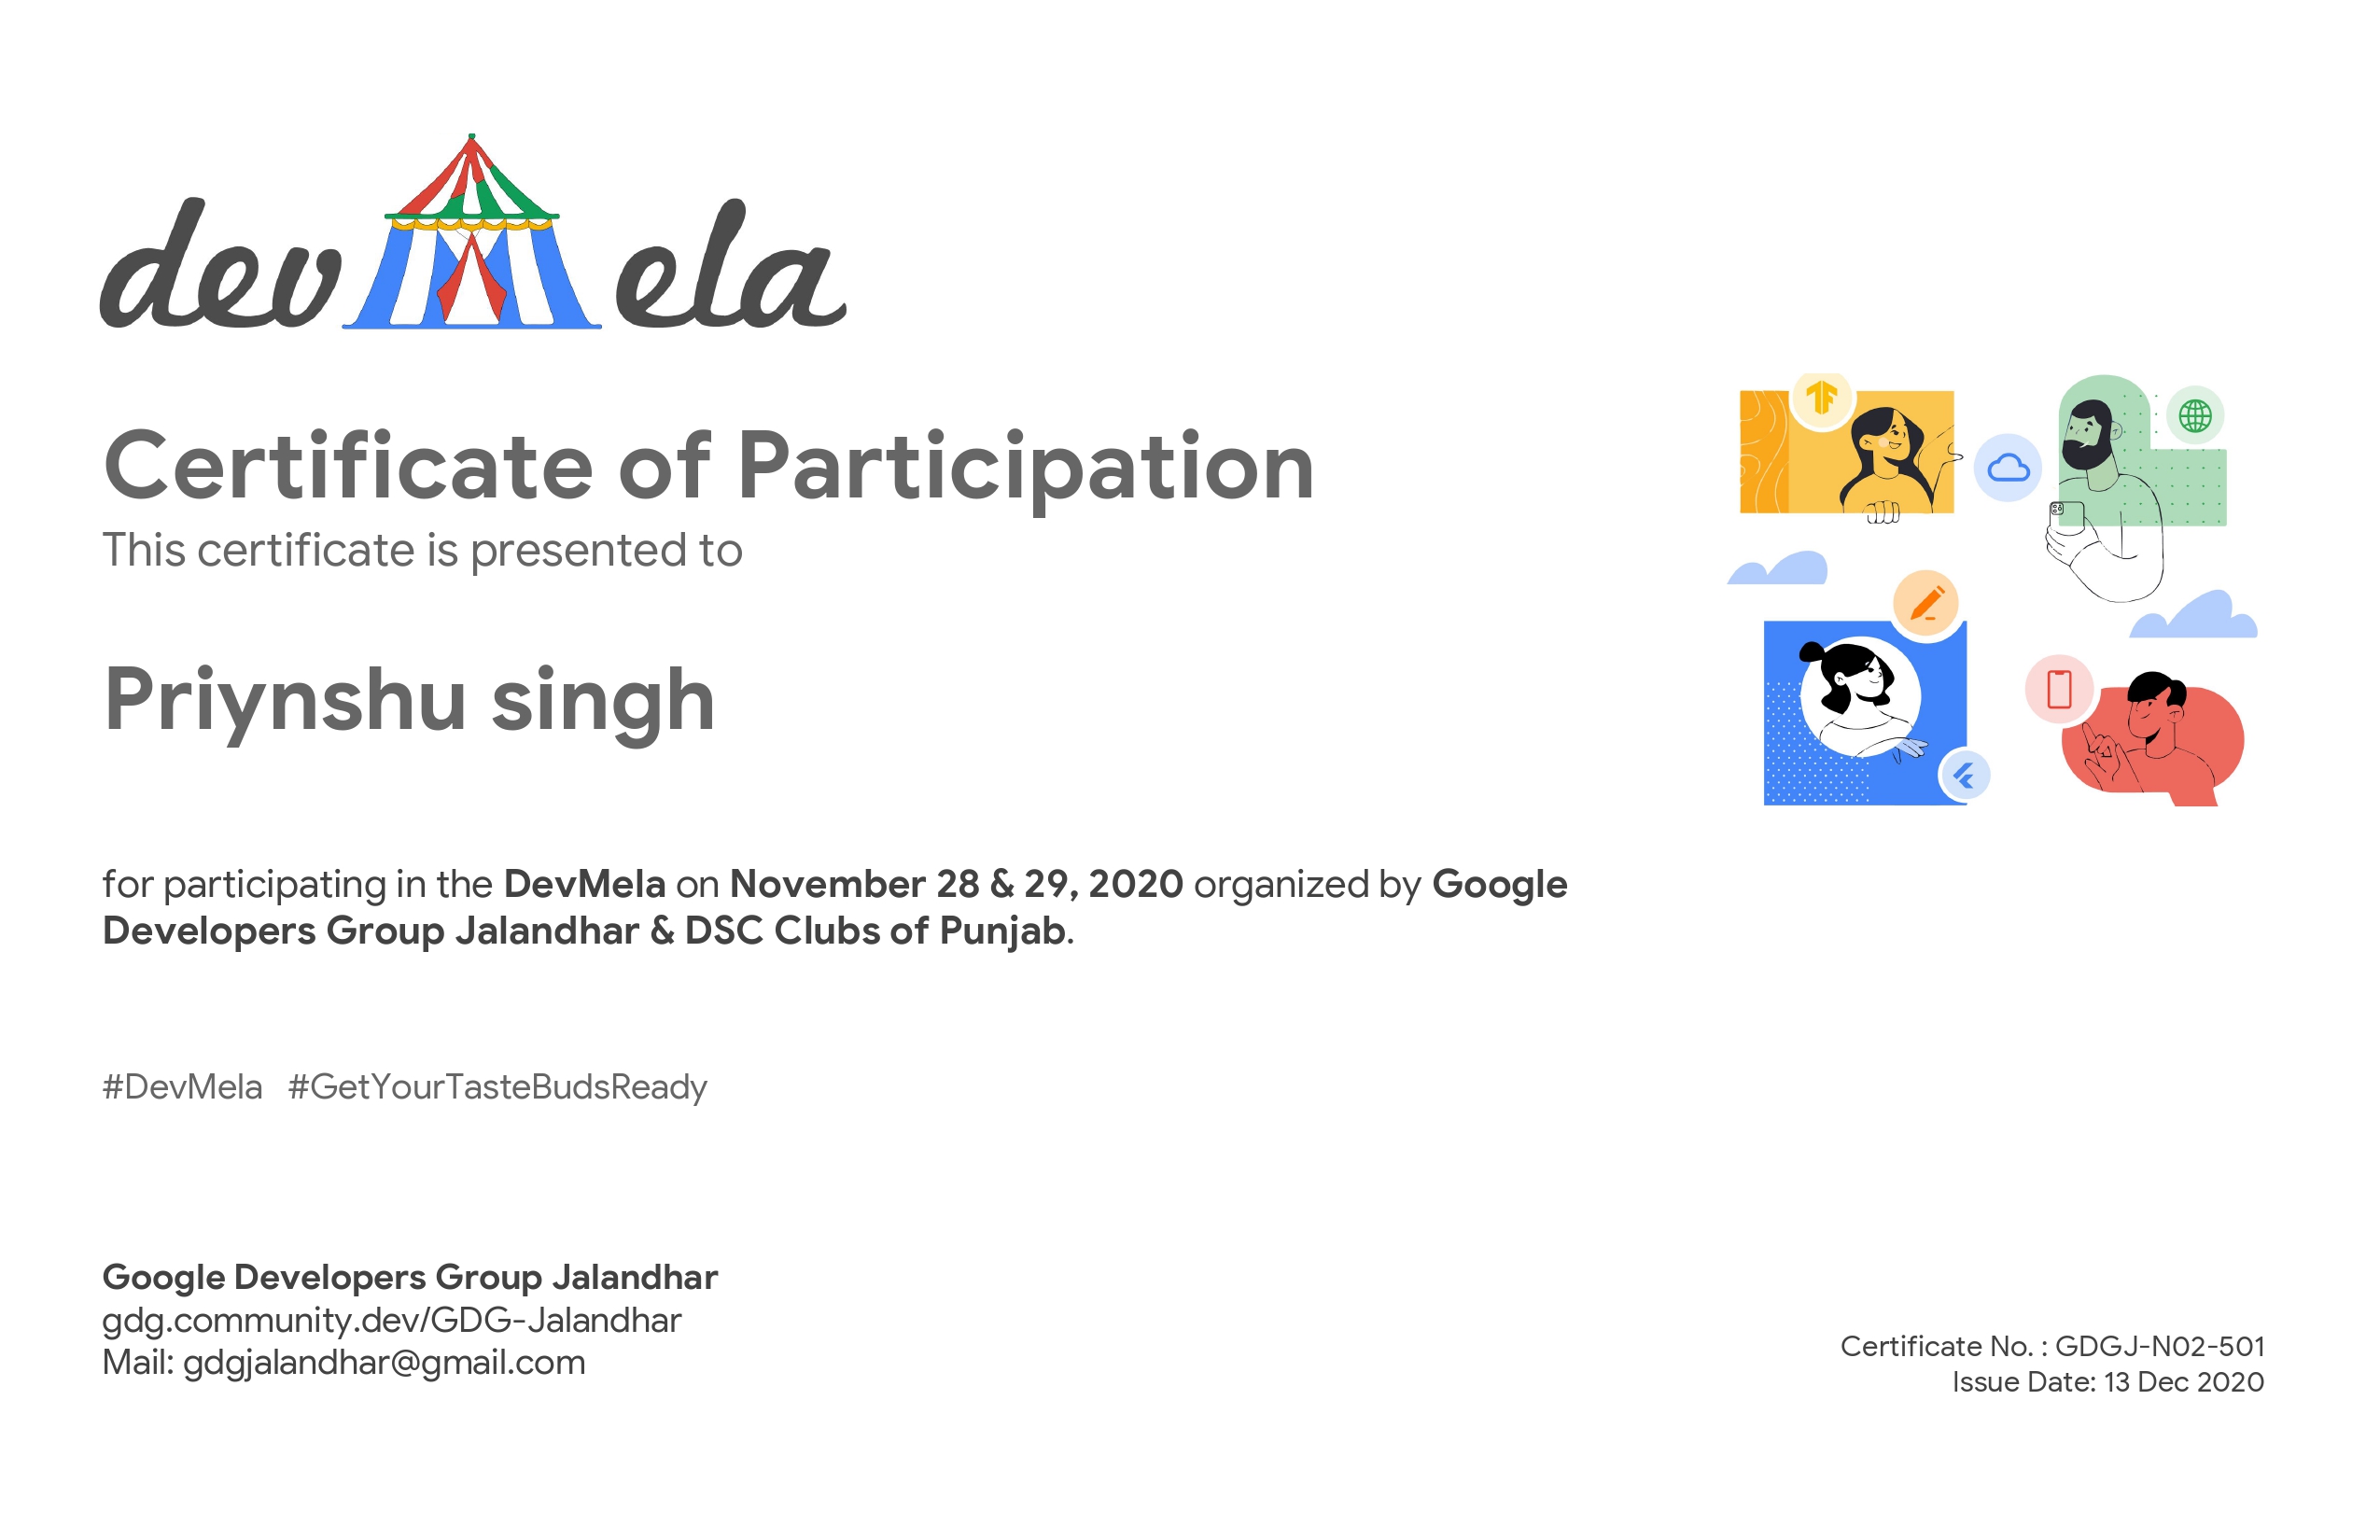 dev ela
Certificate of Participation
This certificate is presented to
Priynshu singh
for participating in the DevMela on November 28 & 29, 2020 organized by Google
Developers Group Jalandhar & DSC Clubs of Punjab.
#DevMela #GetYourTasteBudsReady
Google Developers Group Jalandhar
gdg.community.dev/GDG-Jalandhar
Mail: gdgjalandhar@gmail.com
Certificate No. : GDGJ-N02-501
Issue Date: 13 Dec 2020